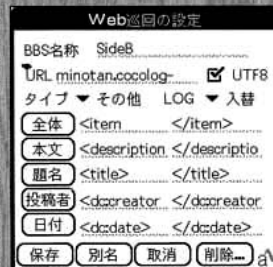 Web巡回の設定
BBS名称 SideB
URL minotan.cocolog- UTF8
タイプ ▼ その他 LOG ▼ 入替
全体 <item </item>
本文 <description </descriptio
題名 <title> </title>
投稿者 <dc:creator </dc:creator
日付 <dc:date> </dc:date>
保存 別名 取消 削除...